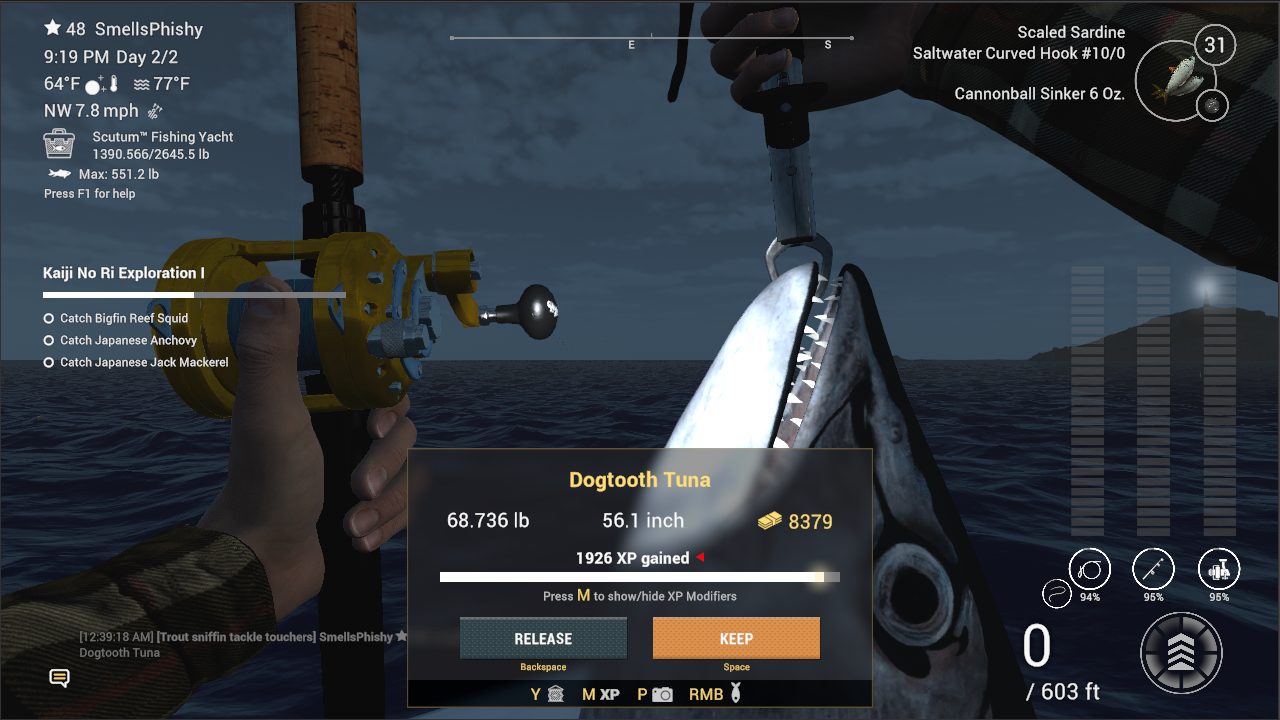 48 SmellsPhishy
9:19 PM Day 2/2
64°F 77°F
NW 7.8 mph
Scutum™ Fishing Yacht
1390.566/2645.5 lb
Max: 551.2 lb
Press F1 for help
Kaiji No Ri Exploration I
Catch Bigfin Reef Squid
Catch Japanese Anchovy
Catch Japanese Jack Mackerel
E S
Scaled Sardine
31
Saltwater Curved Hook #10/0
Cannonball Sinker 6 Oz.
Dogtooth Tuna
68.736 lb 56.1 inch 8379
1926 XP gained
Press M to show/hide XP Modifiers
RELEASE KEEP
Backspace Space
Y M XP P RMB
[12:39:18 AM] [Trout sniffin tackle touchers] SmellsPhishy
Dogtooth Tuna
94% 95% 95%
0
/ 603 ft